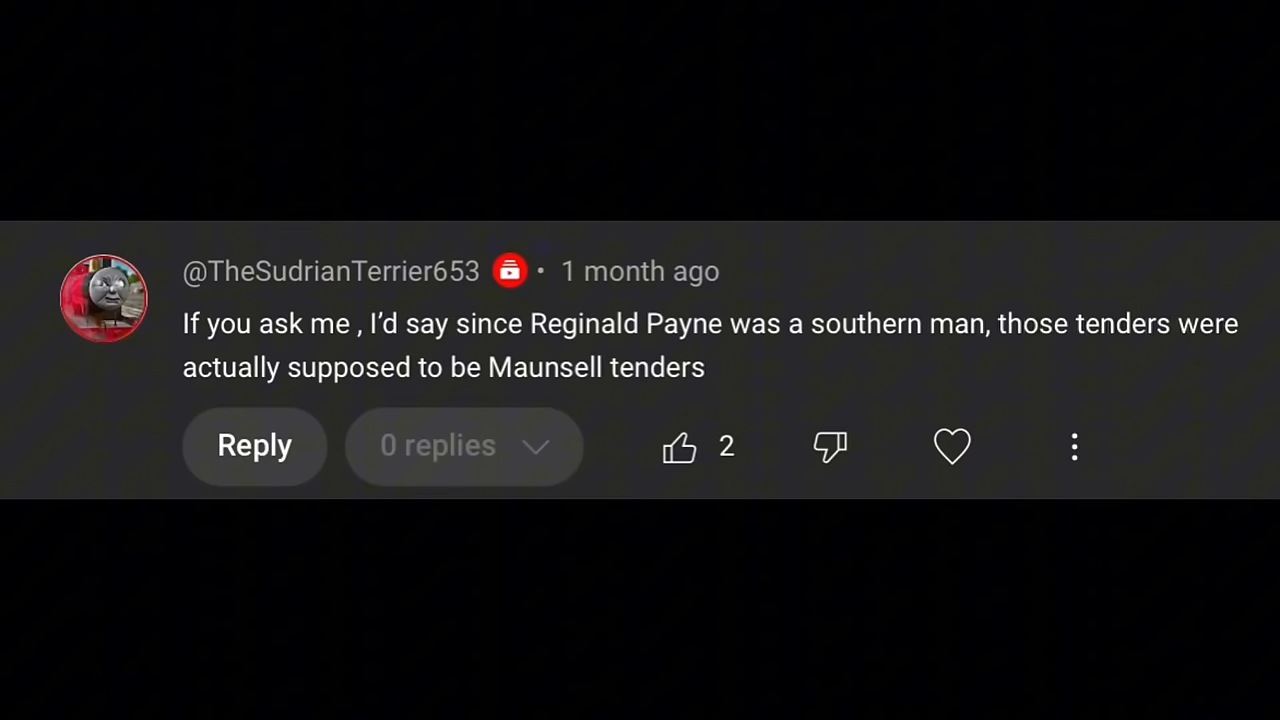 @TheSudrianTerrier653 • 1 month ago
If you ask me , I’d say since Reginald Payne was a southern man, those tenders were
actually supposed to be Maunsell tenders
Reply 0 replies 2